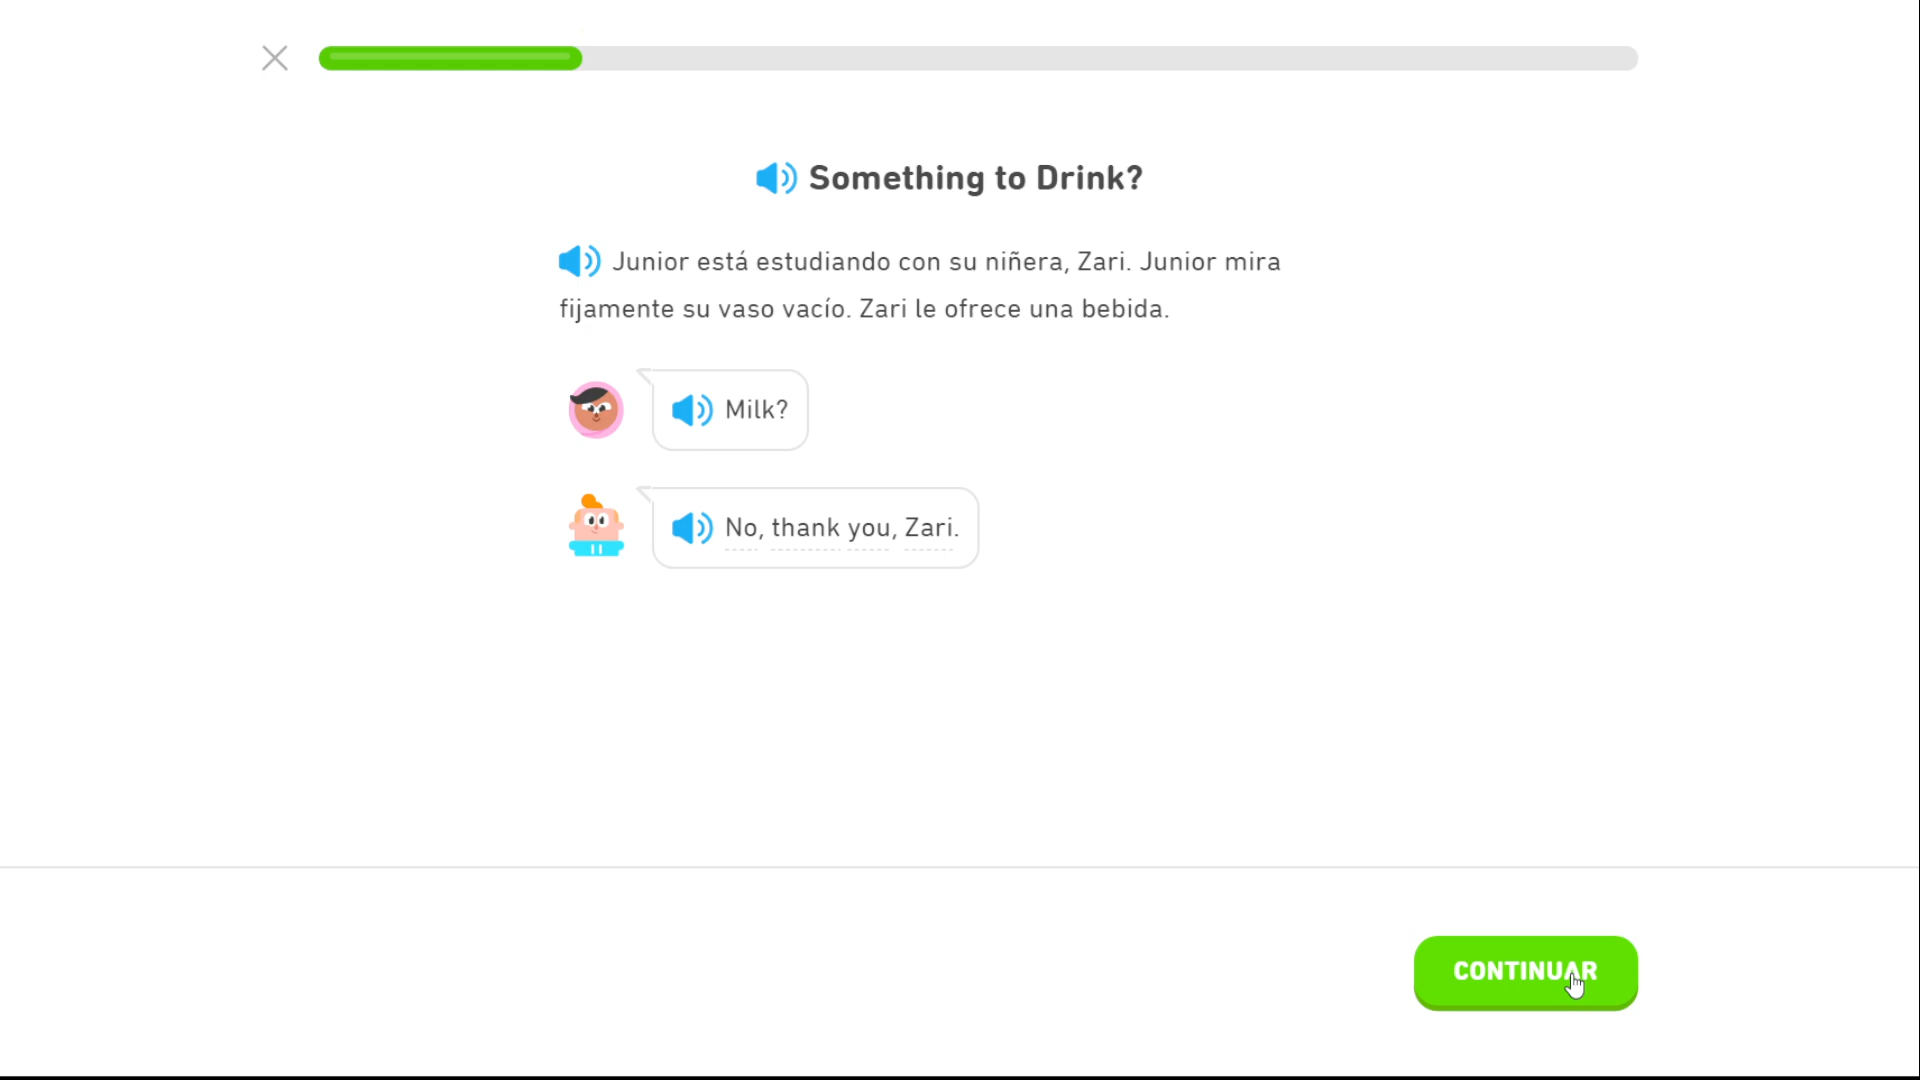 Something to Drink?
Junior está estudiando con su niñera, Zari. Junior mira
fijamente su vaso vacío. Zari le ofrece una bebida.
Milk?
No, thank you, Zari.
CONTINUAR